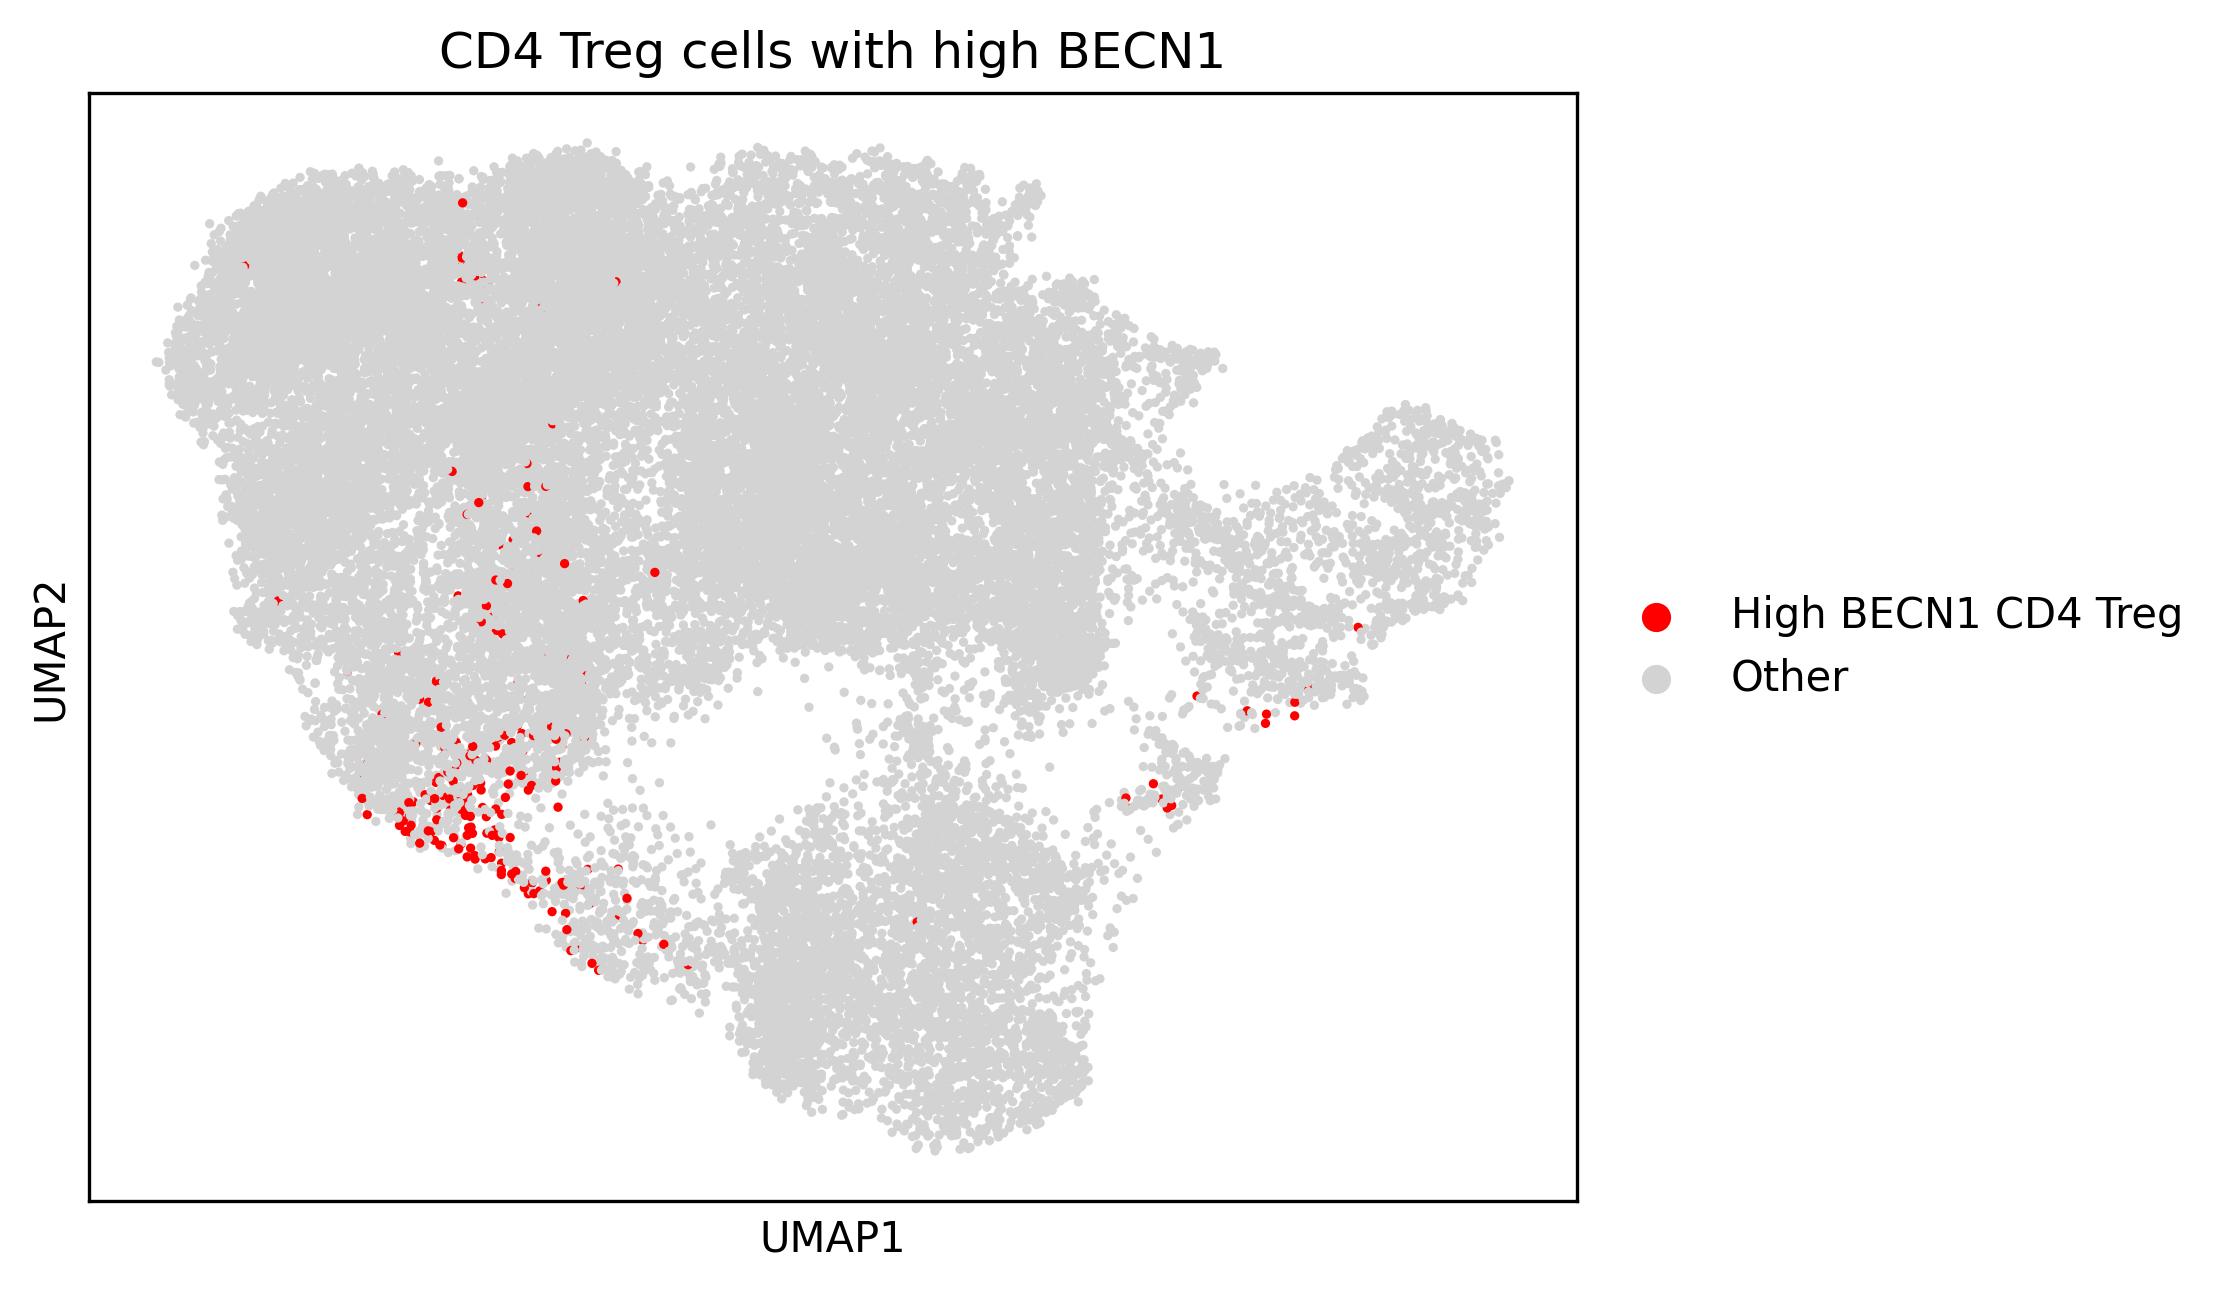 CD4 Treg cells with high BECN1
UMAP2
High BECN1 CD4 Treg
Other
UMAP1